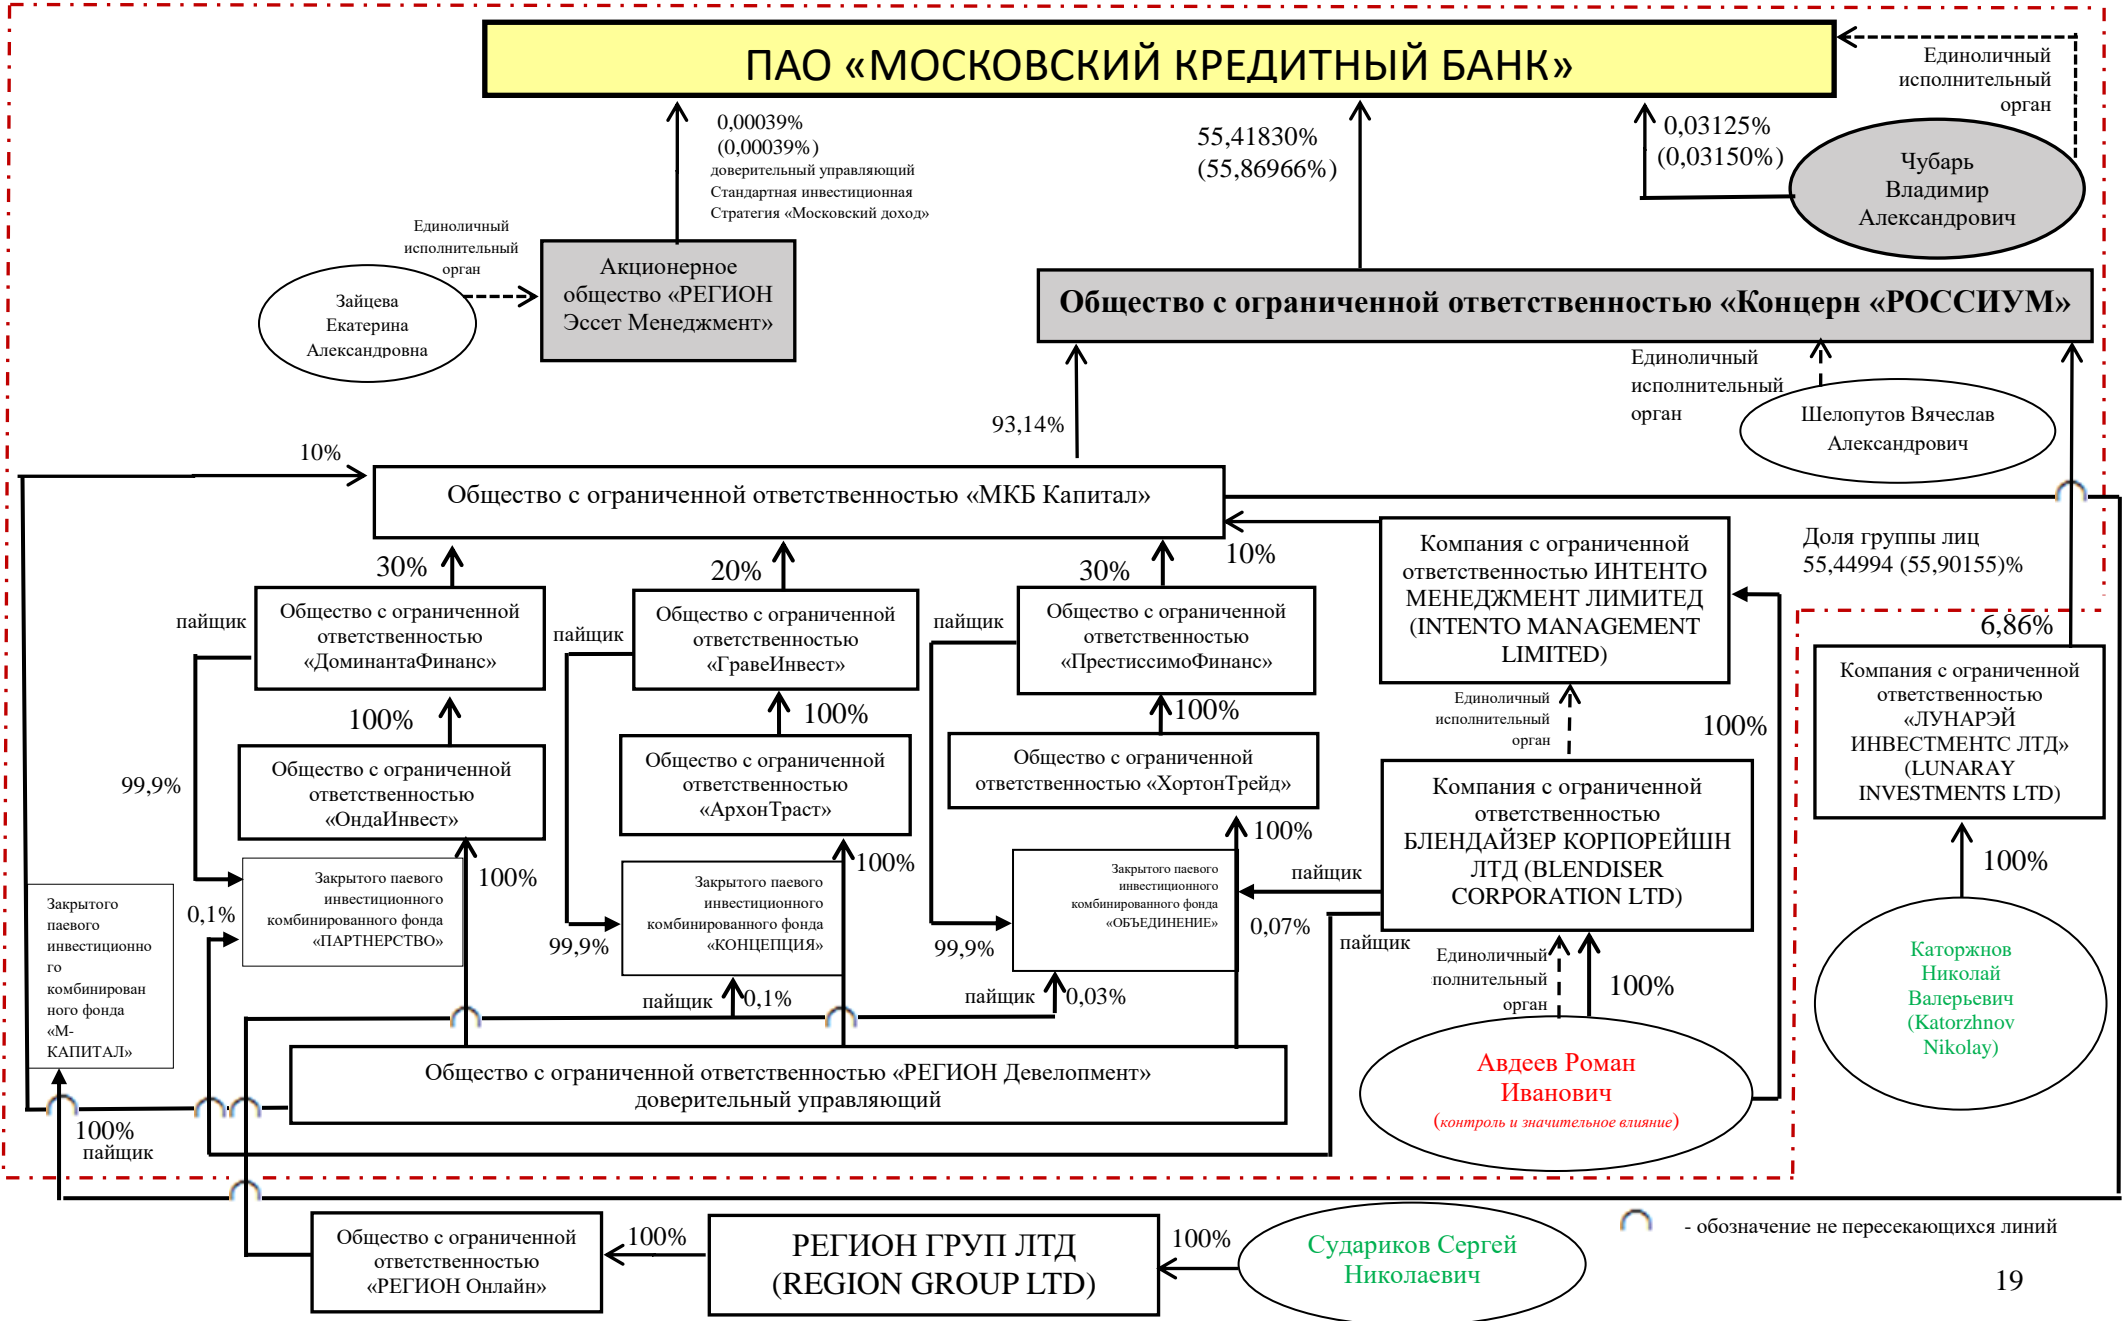 ПАО «МОСКОВСКИЙ КРЕДИТНЫЙ БАНК»
Единоличный
исполнительный
орган
0,00039%
(0,00039%)
доверительный управляющий
Стандартная инвестиционная
Стратегия «Московский доход»
55,41830%
(55,86966%)
0,03125%
(0,03150%)
Чубарь
Владимир
Александрович
Единоличный
исполнительный
орган
Зайцева
Екатерина
Александровна
Акционерное
общество «РЕГИОН
Эссет Менеджмент»
Общество с ограниченной ответственностью «Концерн «РОССИУМ»
Единоличный
исполнительный
орган
Шелопутов Вячеслав
Александрович
93,14%
10%
Общество с ограниченной ответственностью «МКБ Капитал»
30%
20%
30%
10%
Компания с ограниченной
ответственностью ИНТЕНТО
МЕНЕДЖМЕНТ ЛИМИТЕД
(INTENTO MANAGEMENT
LIMITED)
Доля группы лиц
55,44994 (55,90155)%
пайщик
Общество с ограниченной
ответственностью
«ДоминантаФинанс»
пайщик
Общество с ограниченной
ответственностью
«ГравеИнвест»
пайщик
Общество с ограниченной
ответственностью
«ПрестиссимоФинанс»
6,86%
Компания с ограниченной
ответственностью
«ЛУНАРЭЙ
ИНВЕСТМЕНТС ЛТД»
(LUNARAY
INVESTMENTS LTD)
100%
100%
100%
Единоличный
исполнительный
орган
100%
99,9%
Общество с ограниченной
ответственностью
«ОндаИнвест»
Общество с ограниченной
ответственностью
«АрхонТраст»
Общество с ограниченной
ответственностью «ХортонТрейд»
Компания с ограниченной
ответственностью
БЛЕНДАЙЗЕР КОРПОРЕЙШН
ЛТД (BLENDISER
CORPORATION LTD)
100%
100%
100%
100%
Закрытого
паевого
инвестиционно
го
комбинирован
ного фонда
«М-
КАПИТАЛ»
0,1%
Закрытого паевого
инвестиционного
комбинированного фонда
«ПАРТНЕРСТВО»
99,9%
Закрытого паевого
инвестиционного
комбинированного фонда
«КОНЦЕПЦИЯ»
99,9%
Закрытого паевого
инвестиционного
комбинированного фонда
«ОБЪЕДИНЕНИЕ»
пайщик
0,07%
пайщик
Единоличный
полнительный
орган
100%
Каторжнов
Николай
Валерьевич
(Katorzhnov
Nikolay)
пайщик
0,1%
пайщик
0,03%
Общество с ограниченной ответственностью «РЕГИОН Девелопмент»
доверительный управляющий
Авдеев Роман
Иванович
(контроль и значительное влияние)
100%
пайщик
Общество с ограниченной
ответственностью
«РЕГИОН Онлайн»
100%
РЕГИОН ГРУП ЛТД
(REGION GROUP LTD)
100%
Судариков Сергей
Николаевич
- обозначение не пересекающихся линий
19